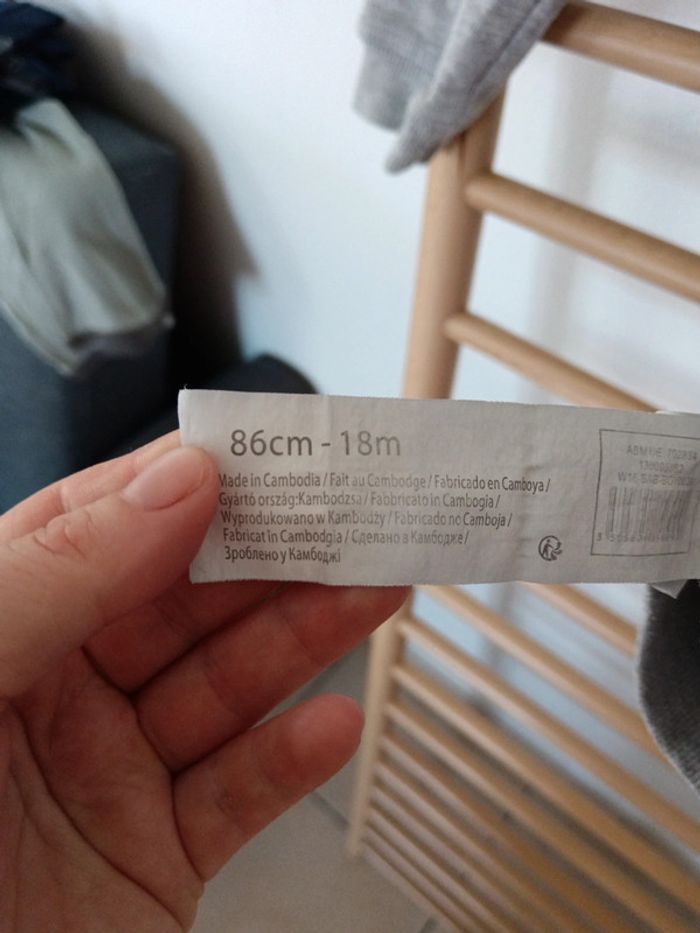 86cm - 18m
Made in Cambodia / Fait au Cambodge / Fabricado en Camboya /
Gyártó ország:Kambodzsa / Fabbricato in Cambogia /
Wyprodukowano w Kambodży / Fabricado no Camboja /
Fabricat în Cambodgia / Сделано в Камбодже /
Зроблено у Камбоджі